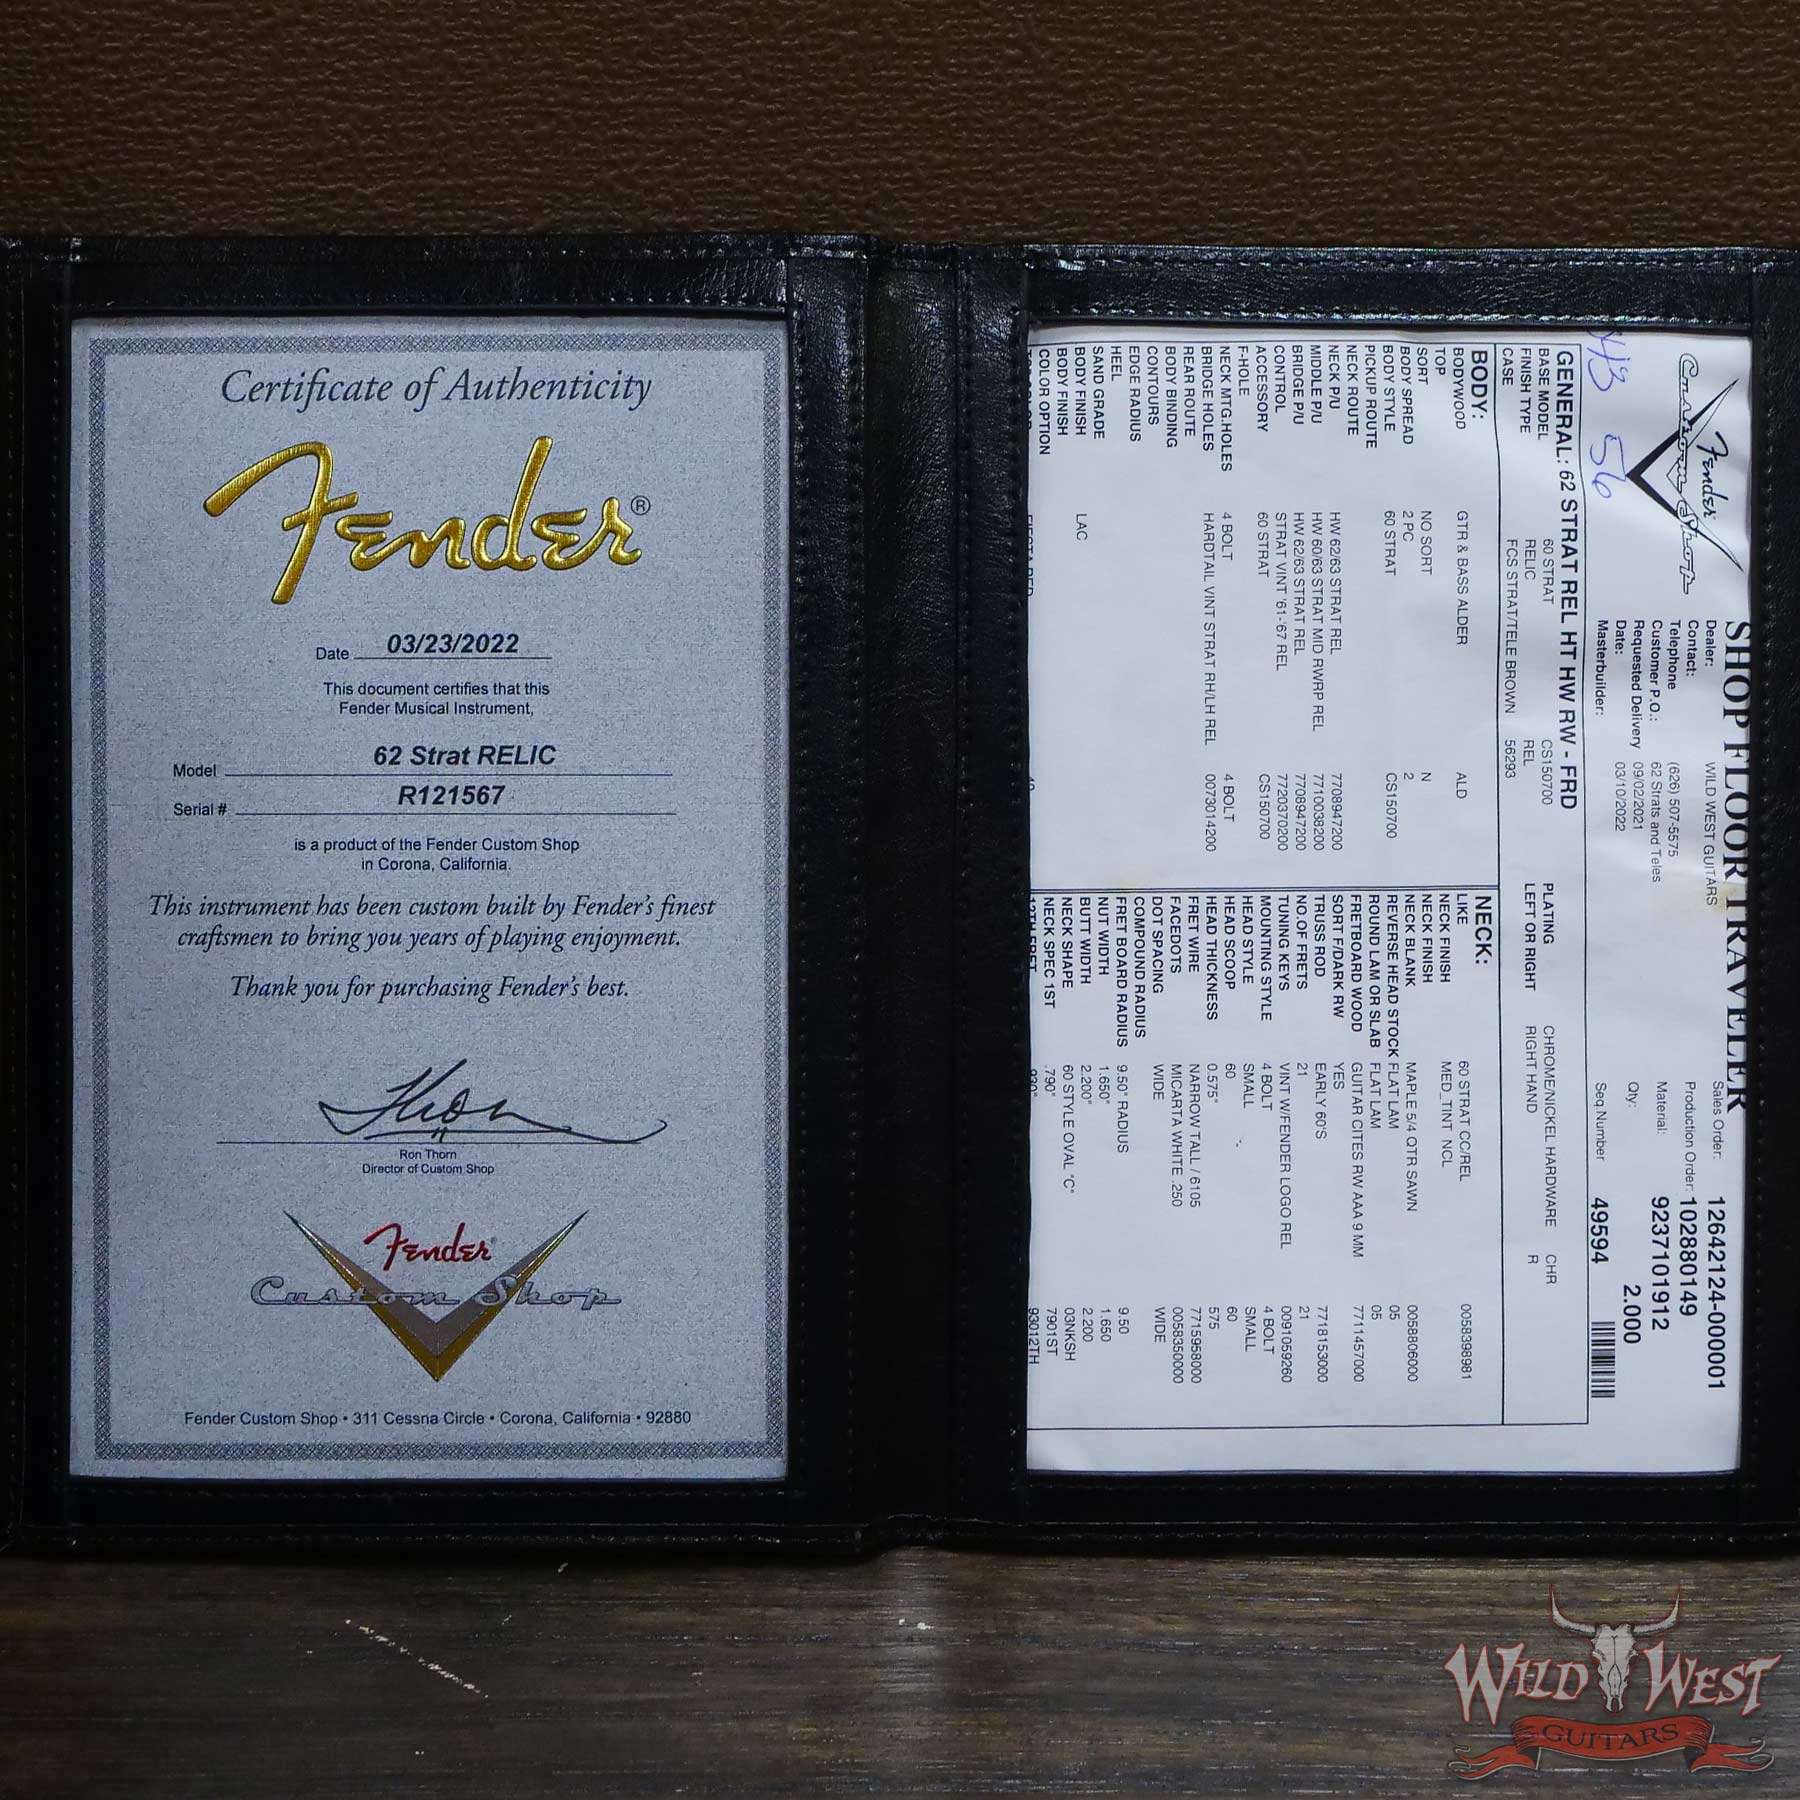 Certificate of Authenticity
Fender®
Date 03/23/2022
This document certifies that this
Fender Musical Instrument,
Model 62 Strat RELIC
Serial # R121567
is a product of the Fender Custom Shop
in Corona, California.
This instrument has been custom built by Fender's finest
craftsmen to bring you years of playing enjoyment.
Thank you for purchasing Fender's best.
Ron Thorn
Director of Custom Shop
Fender
Custom Shop
Fender Custom Shop • 311 Cessna Circle • Corona, California • 92880
SHOP FLOOR TRAVELER
Fender
Custom Shop
56
Dealer: WILD WEST GUITARS
Contact:
Telephone (626) 507-5575
Customer P.O.: 62 Strats and Teles
Requested Delivery 09/02/2021
Date: 03/10/2022
Masterbuilder:
Sales Order: 12642124-000001
Production Order: 102880149
Material: 9237101912
Qty: 2.000
Seq Number 49594
GENERAL: 62 STRAT REL HT HW RW - FRD
BASE MODEL 60 STRAT CS150700 PLATING CHROME/NICKEL HARDWARE CHR
FINISH TYPE RELIC REL LEFT OR RIGHT RIGHT HAND R
CASE FCS STRAT/TELE BROWN 56293
BODY:
BODYWOOD GTR & BASS ALDER ALD
TOP
SORT NO SORT N
BODY SPREAD 2 PC 2
BODY STYLE 60 STRAT CS150700
PICKUP ROUTE
NECK ROUTE
NECK P/U HW 62/63 STRAT REL 7708947200
MIDDLE P/U HW 60/63 STRAT MID RWRP REL 7710038200
BRIDGE P/U HW 62/63 STRAT REL 7708947200
CONTROL STRAT VINT '61-'67 REL 7720370200
ACCESSORY 60 STRAT CS150700
F-HOLE
NECK MTG.HOLES 4 BOLT 4 BOLT
BRIDGE HOLES HARDTAIL VINT STRAT RH/LH REL 0073014200
REAR ROUTE
BODY BINDING
CONTOURS
EDGE RADIUS
HEEL
SAND GRADE
BODY FINISH LAC
BODY FINISH
COLOR OPTION
NECK:
LIKE 60 STRAT CC/REL 0058398981
NECK FINISH MED_TINT NCL
NECK FINISH
NECK BLANK MAPLE 5/4 QTR SAWN 0058806000
REVERSE HEAD STOCK FLAT LAM 05
ROUND LAM OR SLAB FLAT LAM 05
FRETBOARD WOOD GUITAR CITES RW AAA 9 MM 7711457000
SORT F/DARK RW YES
TRUSS ROD EARLY 60'S 7718153000
NO.OF FRETS 21 21
TUNING KEYS VINT W/FENDER LOGO REL 0091059260
MOUNTING STYLE 4 BOLT 4 BOLT
HEAD STYLE SMALL SMALL
HEAD SCOOP 60 60
HEAD THICKNESS 0.575" 575
FRET WIRE NARROW TALL / 6105 7715958000
FACEDOTS MICARTA WHITE .250 0058350000
DOT SPACING WIDE WIDE
COMPOUND RADIUS
FRET BOARD RADIUS 9.50" RADIUS 9.50
NUT WIDTH 1.650" 1.650
BUTT WIDTH 2.200" 2.200
NECK SHAPE 60 STYLE OVAL "C" 03NKSH
NECK SPEC 1ST .790" 7901ST
12TH FRET .930" 93012TH
WILD WEST
GUITARS